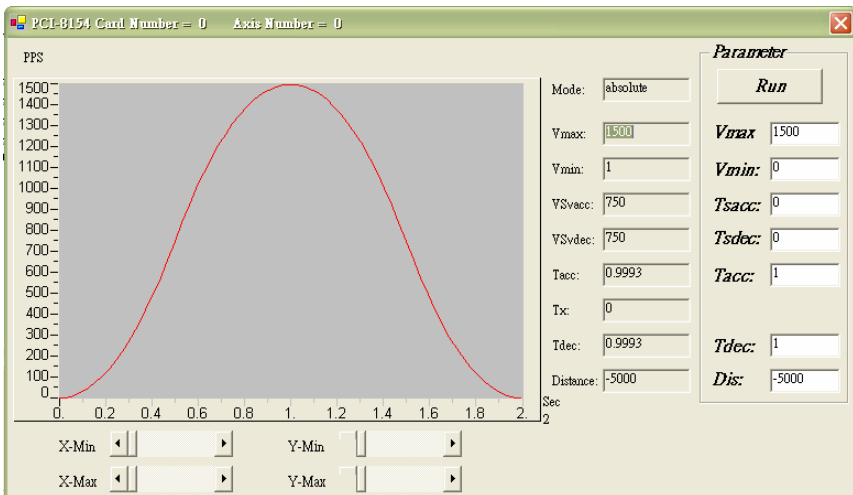 PCI-8154 Card Number = 0 Axis Number = 0
PPS
1500
1400
1300
1200
1100
1000
900
800
700
600
500
400
300
200
100
0
0. 0.2 0.4 0.6 0.8 1. 1.2 1.4 1.6 1.8 2.
Sec
2
X-Min
Y-Min
X-Max
Y-Max
Mode: absolute
Vmax: 1500
Vmin: 1
VSvacc: 750
VSvdec: 750
Tacc: 0.9993
Tx: 0
Tdec: 0.9993
Distance: -5000
Parameter
Run
Vmax 1500
Vmin: 0
Tsacc: 0
Tsdec: 0
Tacc: 1
Tdec: 1
Dis: -5000